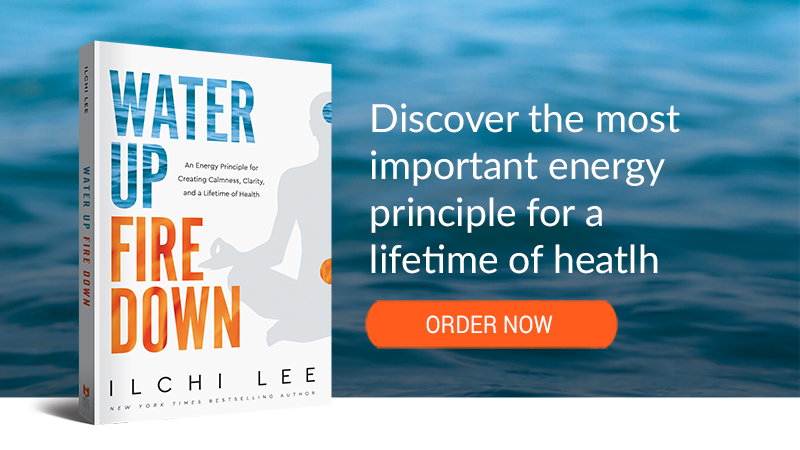 ILCHI LEE
WATER UP FIRE DOWN
WATER
UP
An Energy Principle for
Creating Calmness, Clarity,
and a Lifetime of Health
FIRE
DOWN
ILCHI LEE
NEW YORK TIMES BESTSELLING AUTHOR
Discover the most
important energy
principle for a
lifetime of heatlh
ORDER NOW